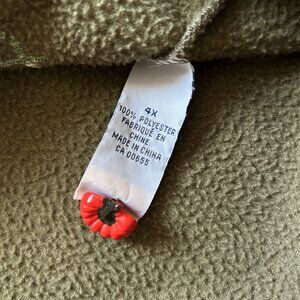 4X
100% POLYESTER
FABRIQUÉ EN
CHINE
MADE IN CHINA
CA 00655